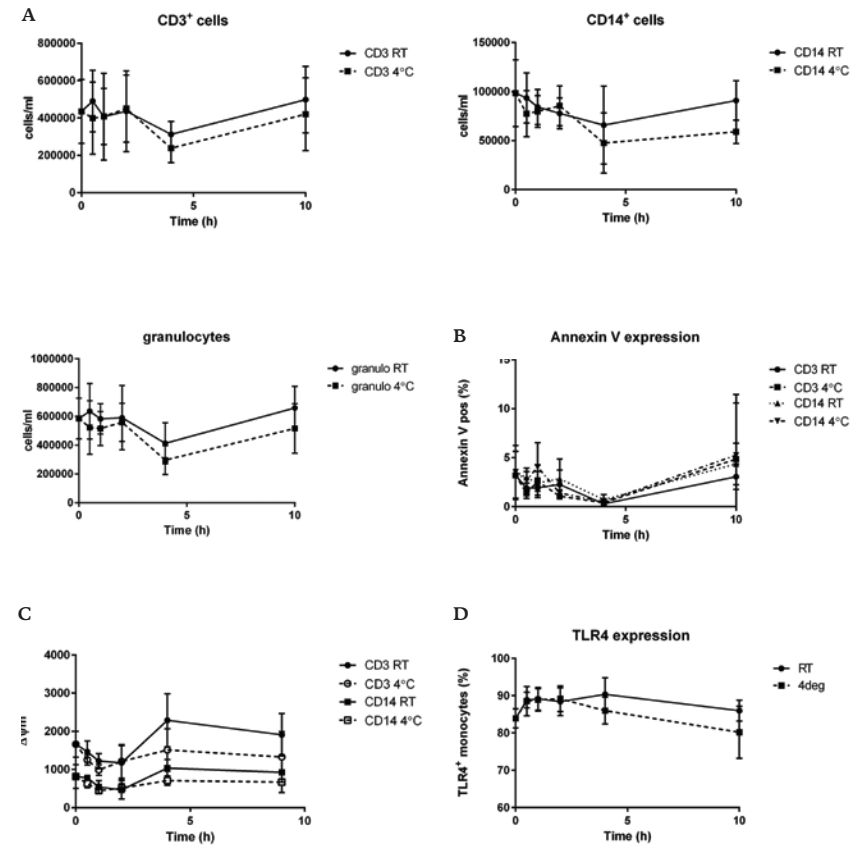 A
CD3+ cells
800000
600000
400000
200000
0
cells/ml
0 5 10
Time (h)
CD3 RT
CD3 4°C
CD14+ cells
150000
100000
50000
0
cells/ml
0 5 10
Time (h)
CD14 RT
CD14 4°C
granulocytes
1000000
800000
600000
400000
200000
0
cells/ml
0 5 10
Time (h)
granulo RT
granulo 4°C
B
Annexin V expression
15
10
5
0
Annexin V pos (%)
0 5 10
Time (h)
CD3 RT
CD3 4°C
CD14 RT
CD14 4°C
C
4000
3000
2000
1000
0
Δψm
0 5 10
Time (h)
CD3 RT
CD3 4°C
CD14 RT
CD14 4°C
D
TLR4 expression
100
90
80
70
60
TLR4+ monocytes (%)
0 5 10
Time (h)
RT
4deg